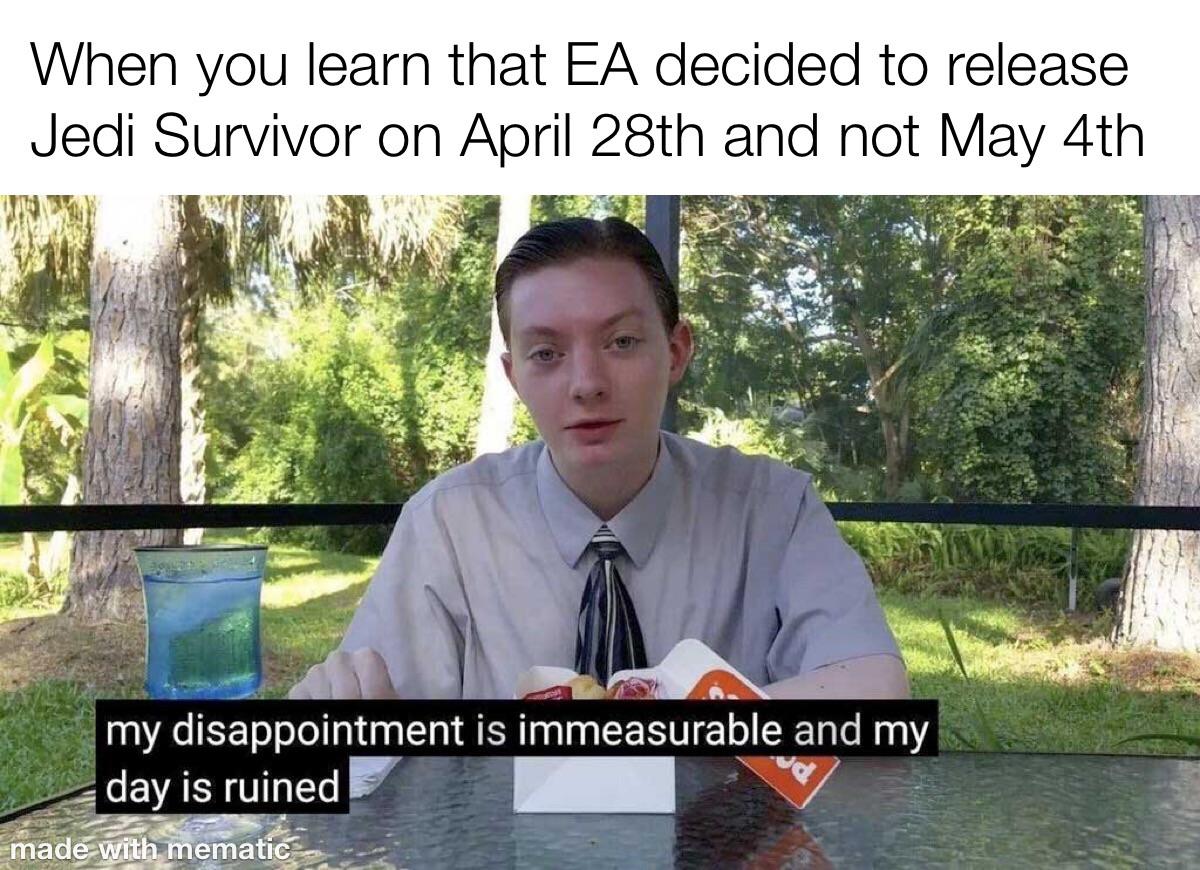 When you learn that EA decided to release
Jedi Survivor on April 28th and not May 4th
my disappointment is immeasurable and my
day is ruined
made with mematic